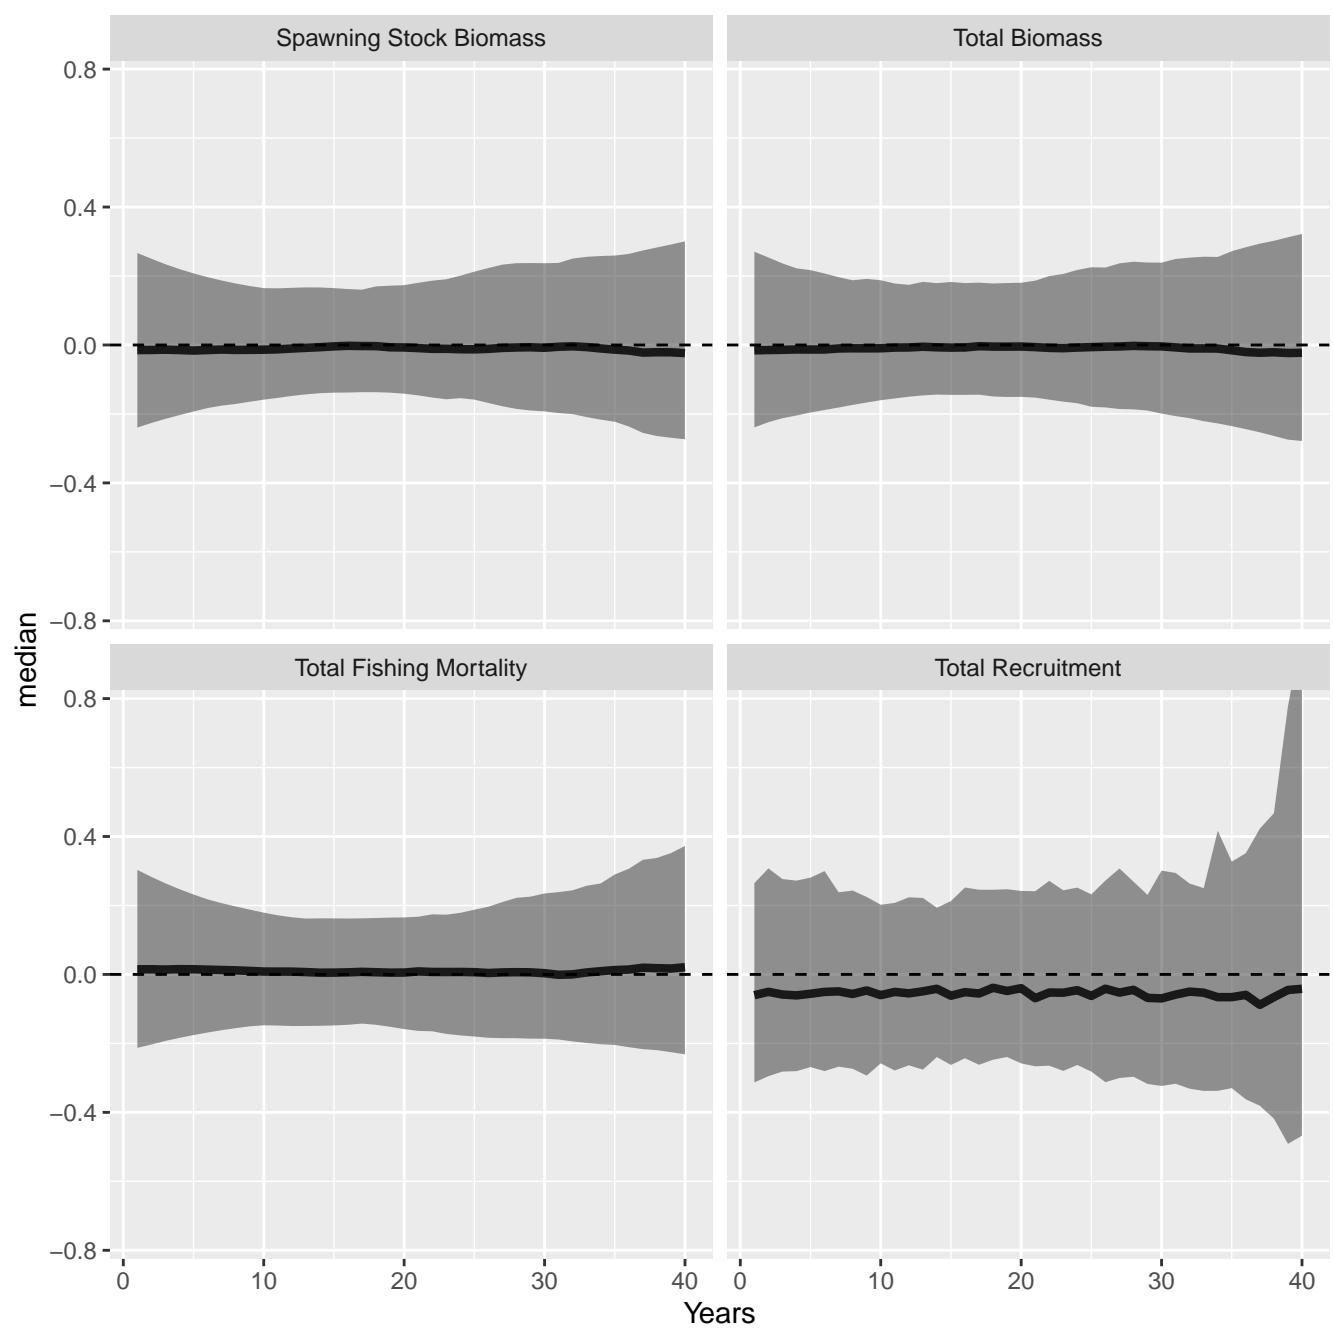 Spawning Stock Biomass
Total Biomass
0.8
0.4
0.0
−0.4
−0.8
median
Total Fishing Mortality
Total Recruitment
0.8
0.4
0.0
−0.4
−0.8
0 10 20 30 40
0 10 20 30 40
Years